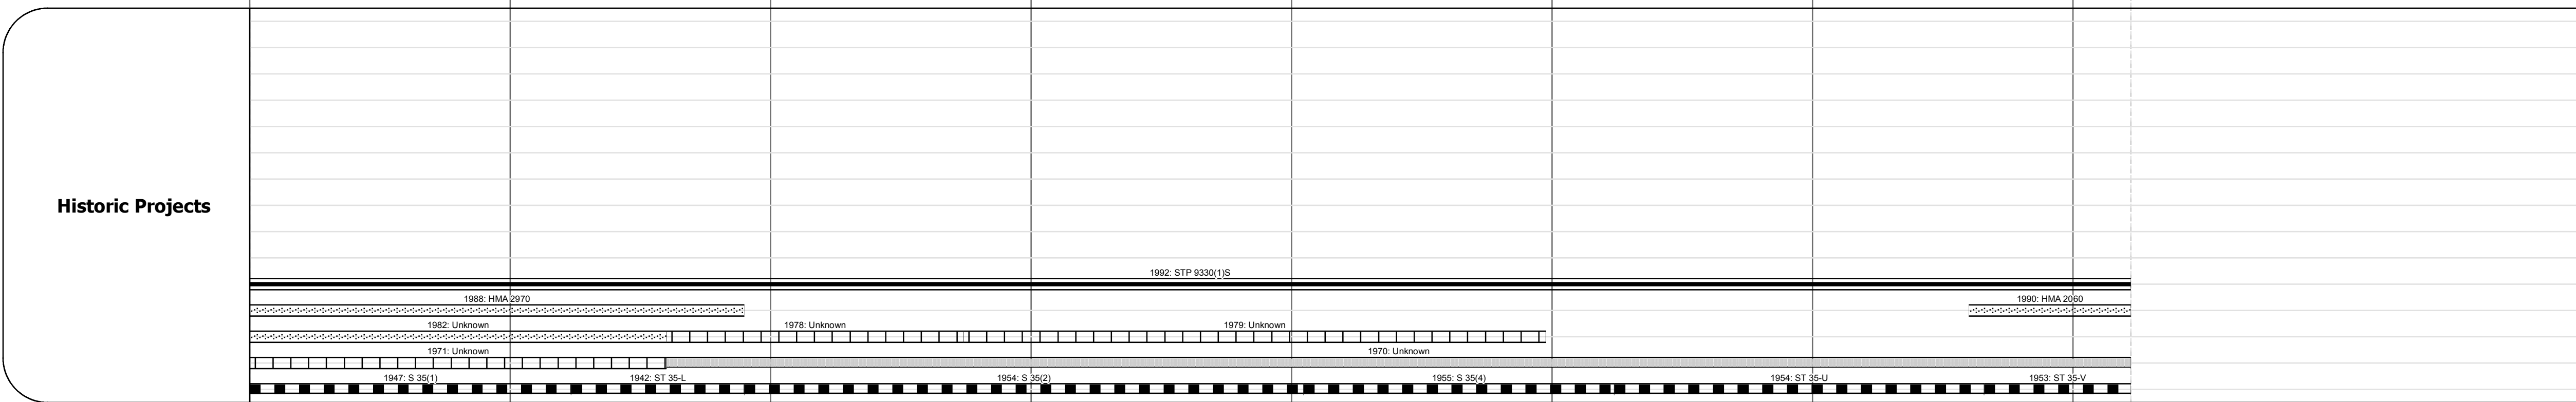 1992: STP 9330(1)S
1988: HMA 2970
1990: HMA 2060
Historic Projects
1982: Unknown
1978: Unknown
1979: Unknown
1971: Unknown
1970: Unknown
1947: S 35(1)
1942: ST 35-L
1954: S 35(2)
1955: S 35(4)
1954: ST 35-U
1953: ST 35-V